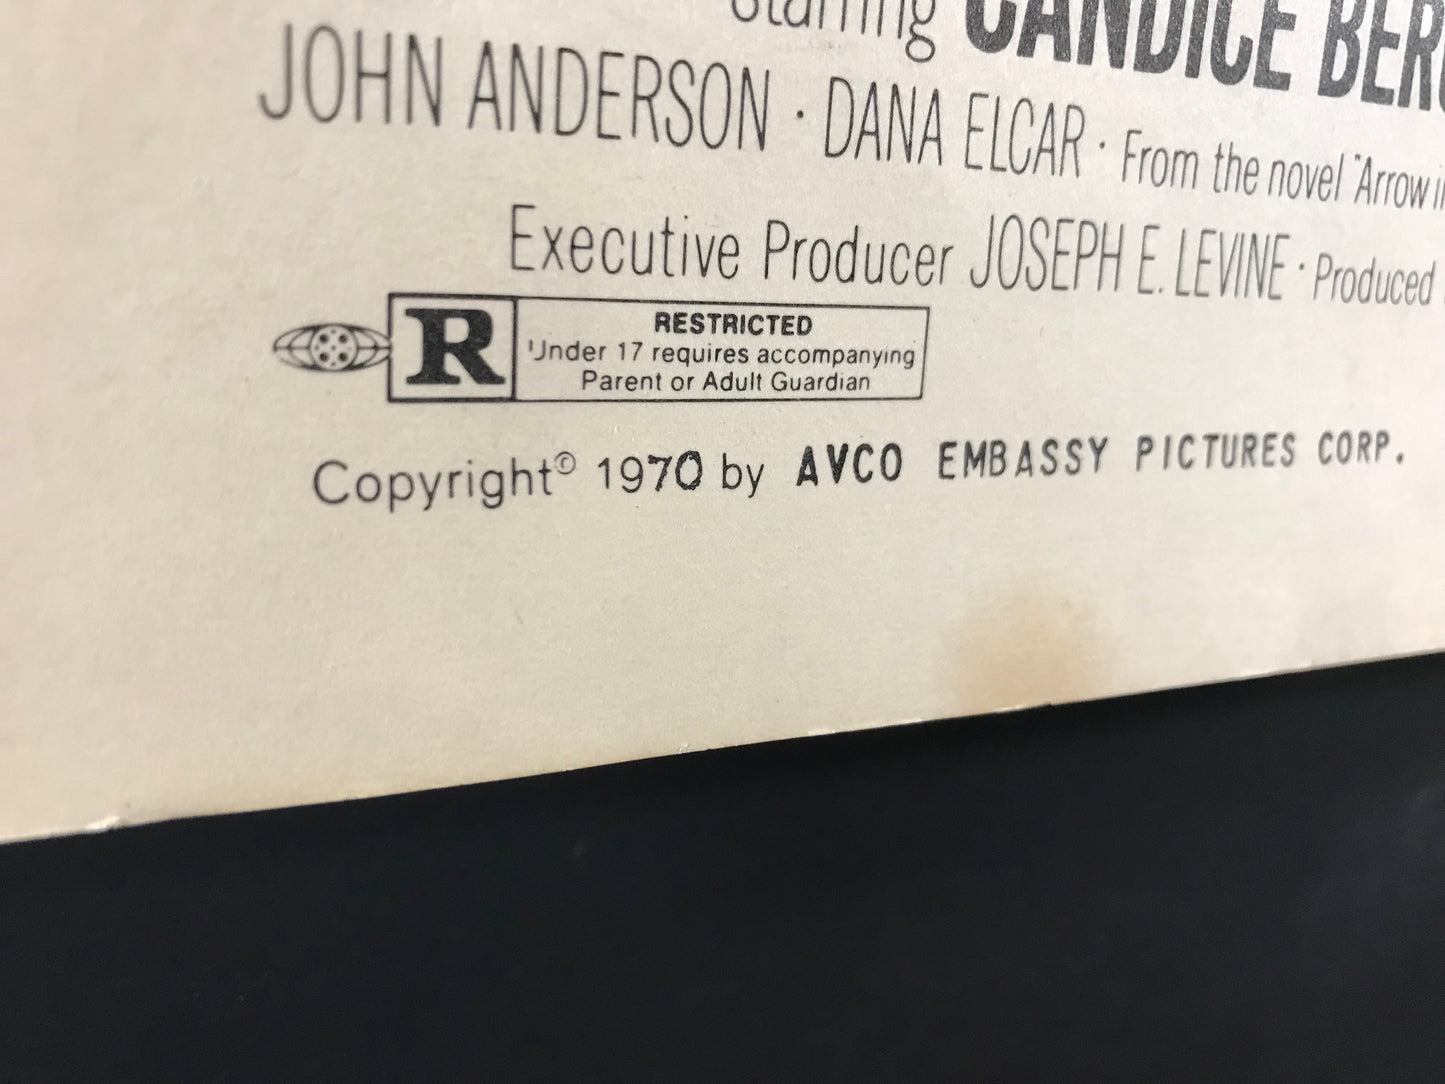 Starring CANDICE
JOHN ANDERSON · DANA ELCAR · From the novel "Arrow
Executive Producer JOSEPH E. LEVINE · Produced
R RESTRICTED
Under 17 requires accompanying
Parent or Adult Guardian
Copyright © 1970 by AVCO EMBASSY PICTURES CORP.